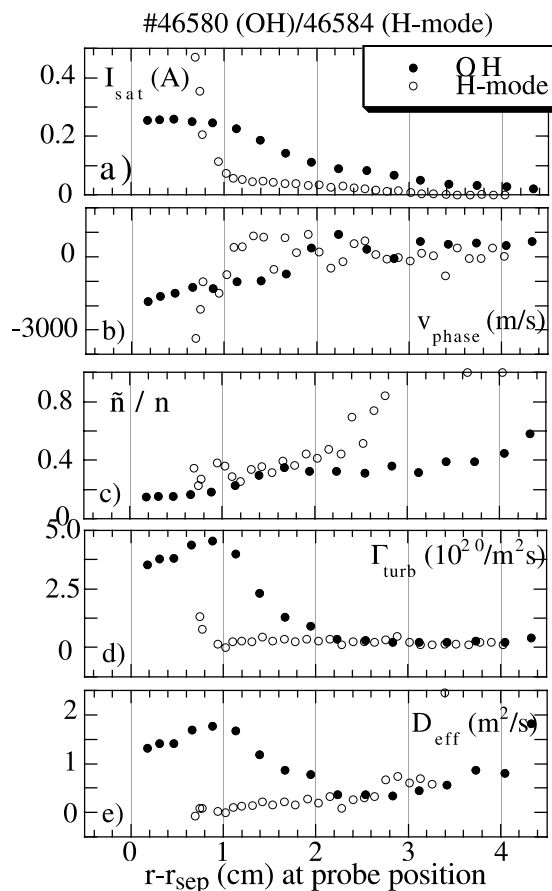 #46580 (OH)/46584 (H-mode)
OH
H-mode
0.4
I_sat (A)
0.2
a)
0
0
-3000
b)
v_phase (m/s)
0.8
ñ / n
0.4
c)
0
5.0
Γ_turb (10^20/m^2s)
2.5
0
d)
2
D_eff (m^2/s)
1
0
e)
0 1 2 3 4
r-r_sep (cm) at probe position